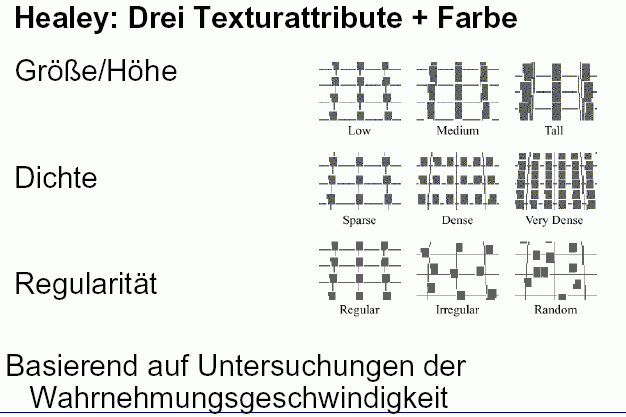 Healey: Drei Texturattribute + Farbe
Größe/Höhe
Low Medium Tall
Dichte
Sparse Dense Very Dense
Regularität
Regular Irregular Random
Basierend auf Untersuchungen der
Wahrnehmungsgeschwindigkeit